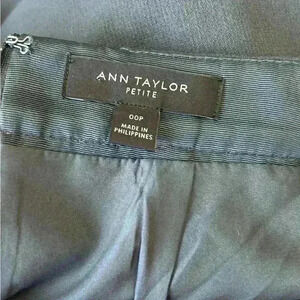 ANN TAYLOR
PETITE
00P
MADE IN
PHILIPPINES